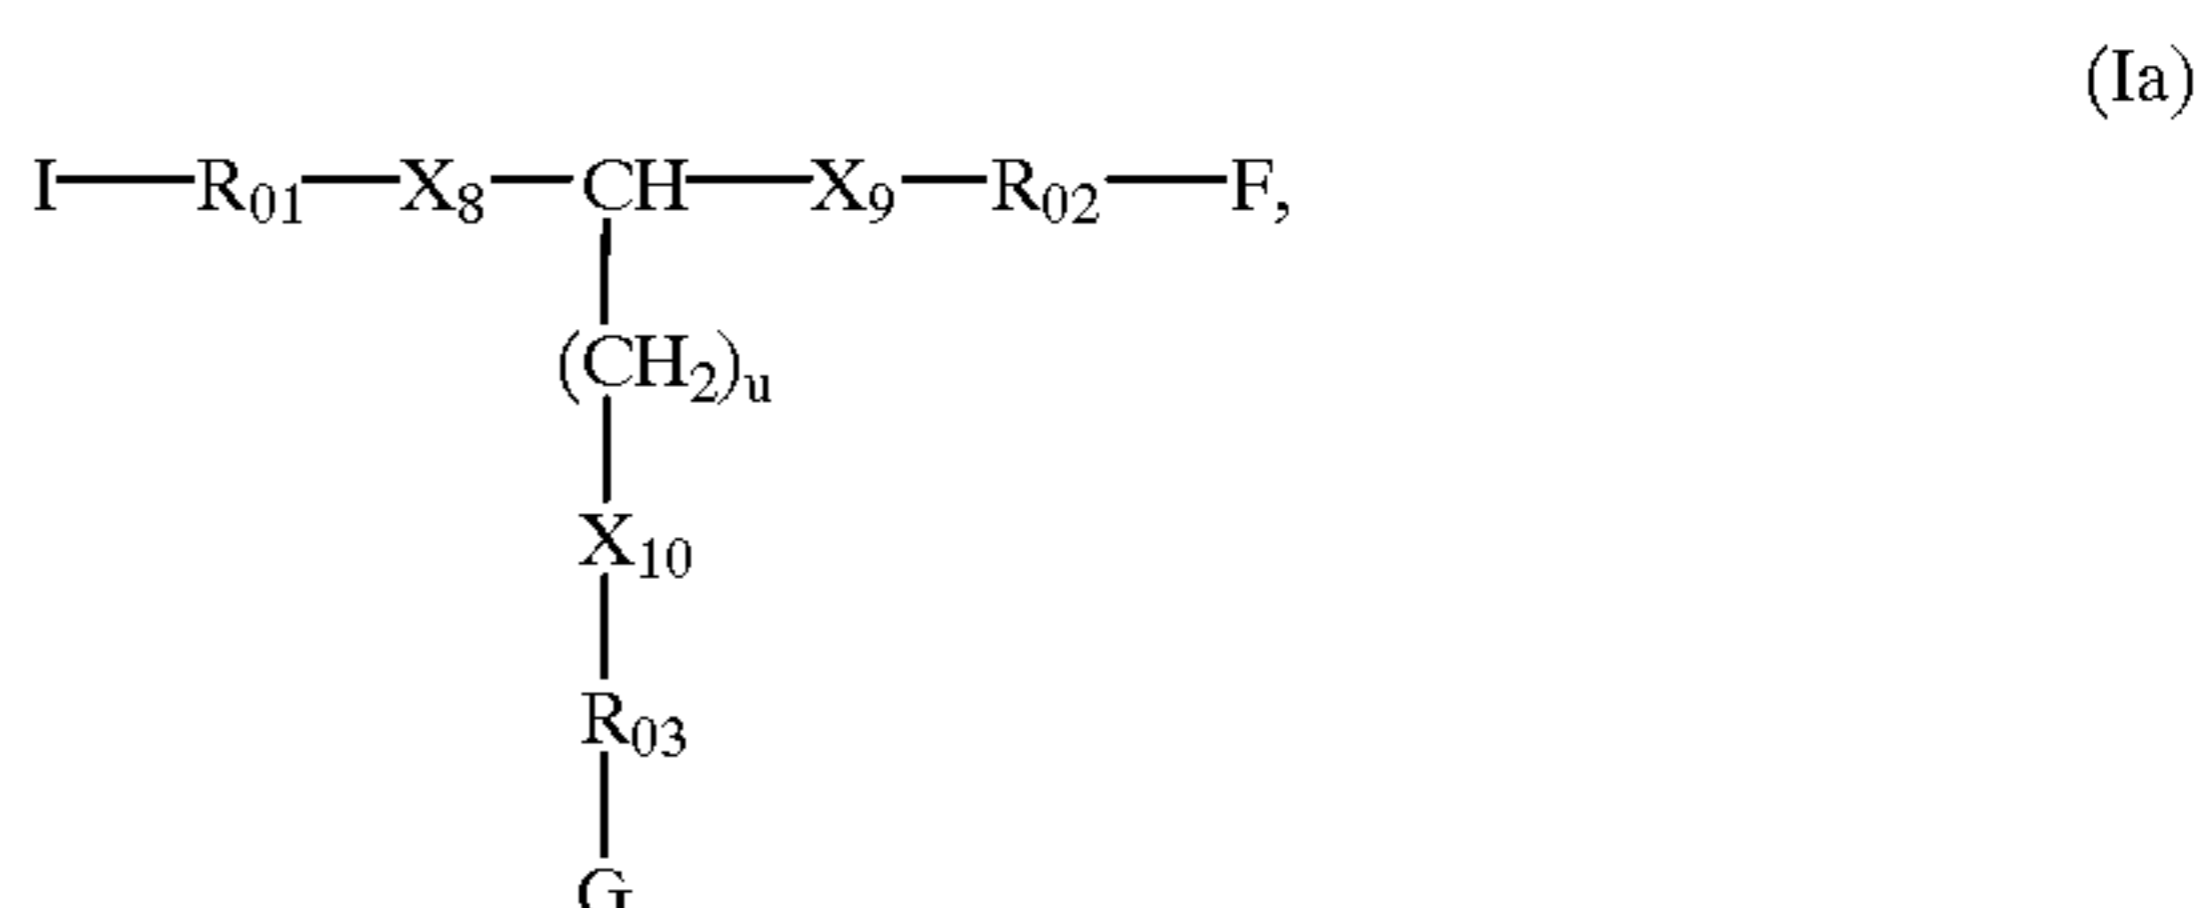 (Ia)
I—R₀₁—X₈—CH—X₉—R₀₂—F,
(CH₂)ᵤ
X₁₀
R₀₃
G